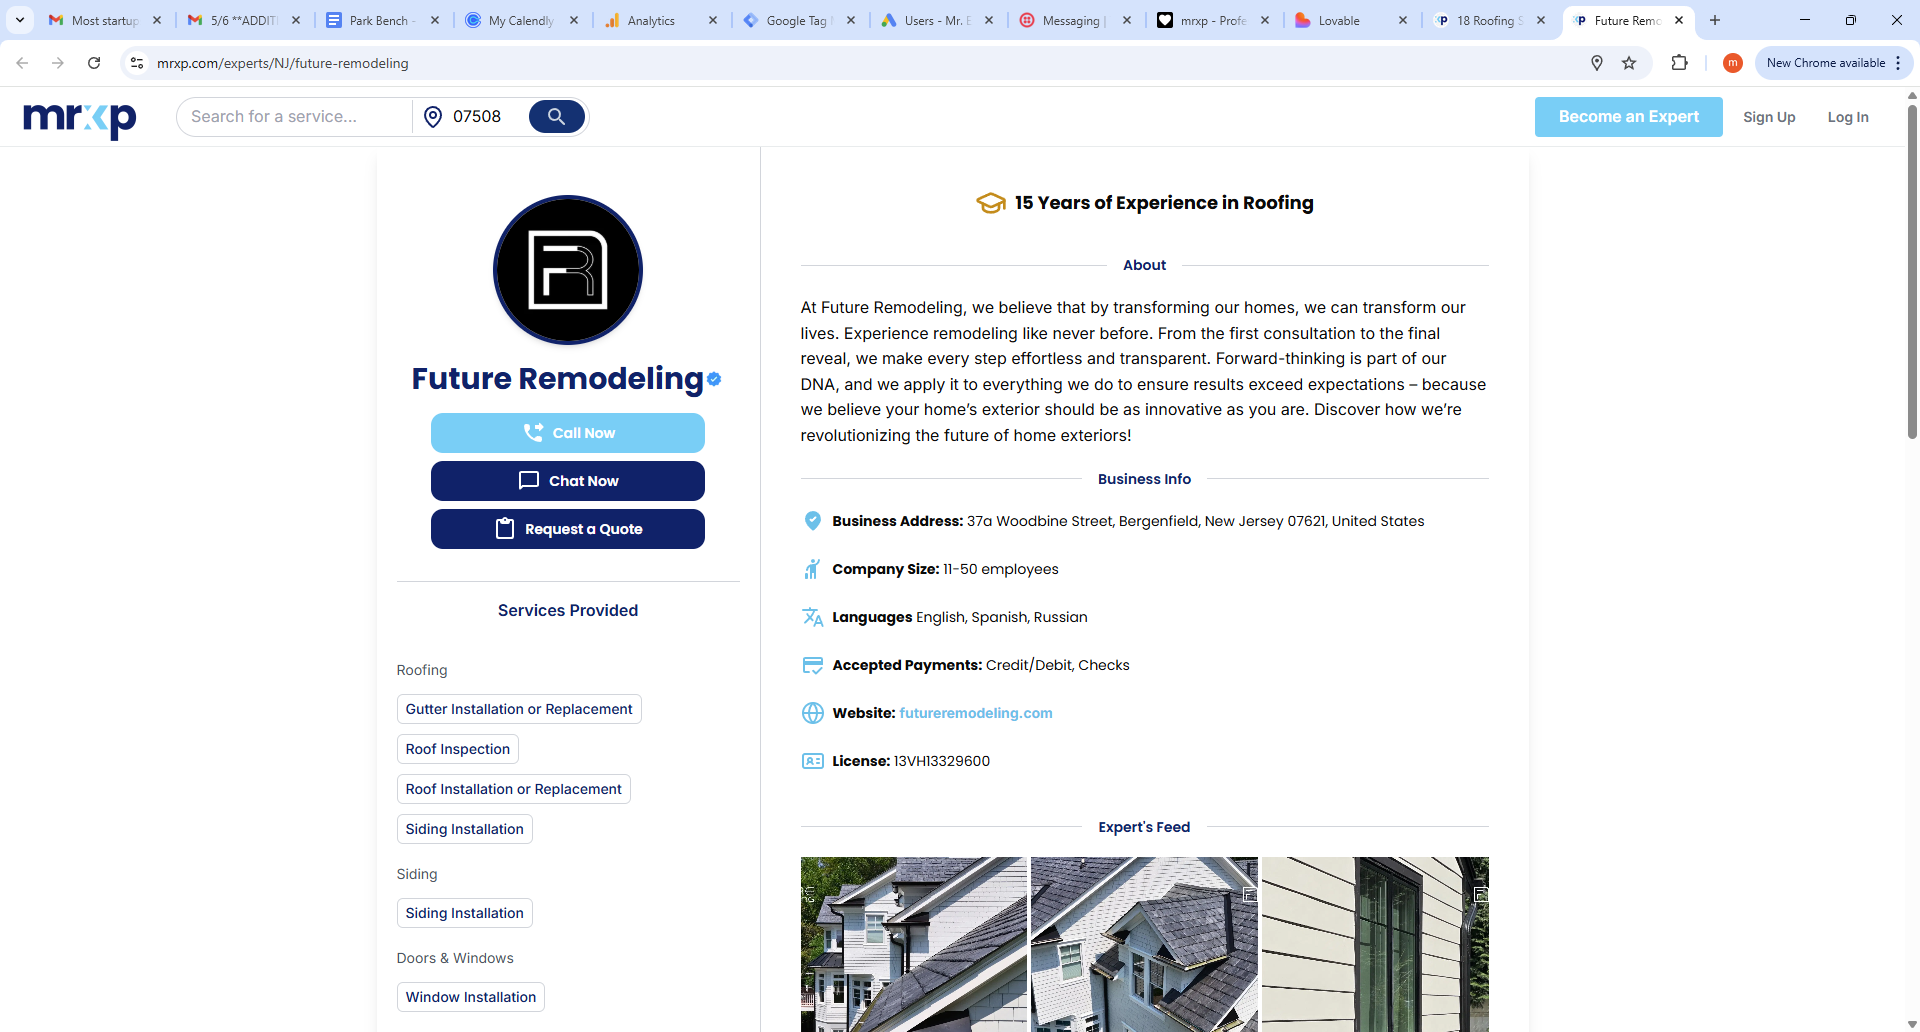 Most startup
5/6 **ADDITI
Park Bench -
My Calendly
Analytics
Google Tag M
Users - Mr. E
Messaging |
mrxp - Profe
Lovable
18 Roofing S
Future Remo
mrxp.com/experts/NJ/future-remodeling
m
New Chrome available
mrxp
Search for a service...
07508
Become an Expert
Sign Up
Log In
FR
Future Remodeling
Call Now
Chat Now
Request a Quote
Services Provided
Roofing
Gutter Installation or Replacement
Roof Inspection
Roof Installation or Replacement
Siding Installation
Siding
Siding Installation
Doors & Windows
Window Installation
15 Years of Experience in Roofing
About
At Future Remodeling, we believe that by transforming our homes, we can transform our
lives. Experience remodeling like never before. From the first consultation to the final
reveal, we make every step effortless and transparent. Forward-thinking is part of our
DNA, and we apply it to everything we do to ensure results exceed expectations – because
we believe your home’s exterior should be as innovative as you are. Discover how we’re
revolutionizing the future of home exteriors!
Business Info
Business Address: 37a Woodbine Street, Bergenfield, New Jersey 07621, United States
Company Size: 11-50 employees
Languages English, Spanish, Russian
Accepted Payments: Credit/Debit, Checks
Website: futureremodeling.com
License: 13VH13329600
Expert's Feed